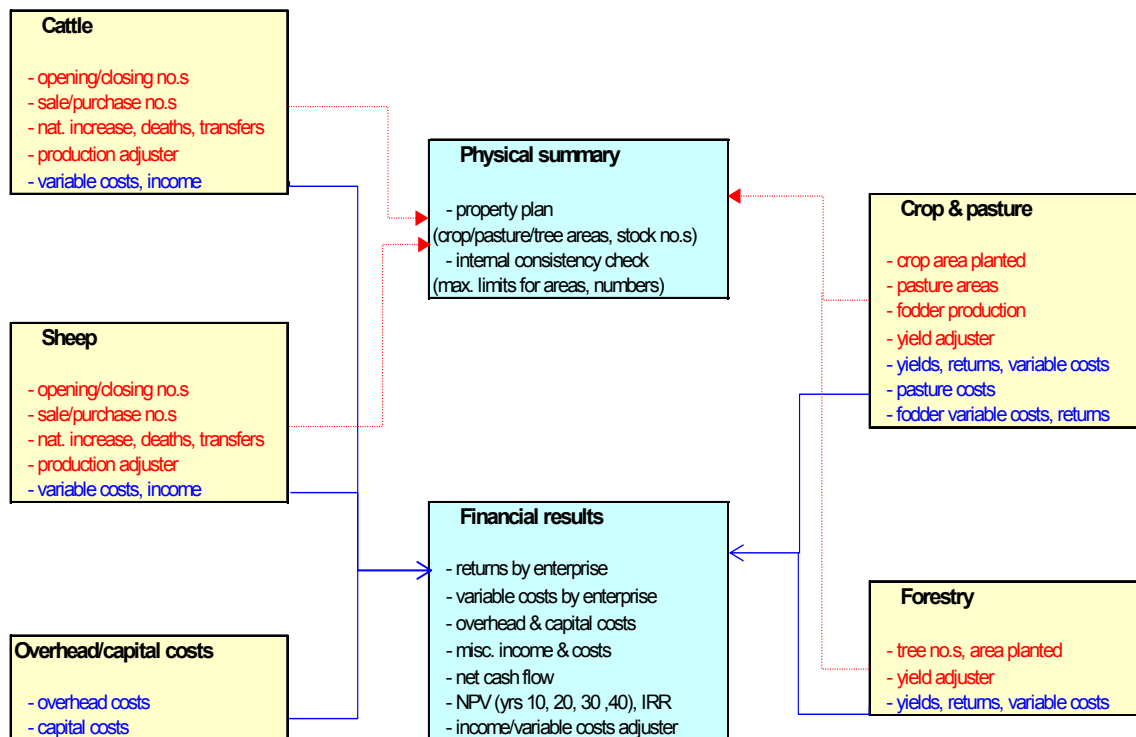 Cattle
- opening/closing no.s
- sale/purchase no.s
- nat. increase, deaths, transfers
- production adjuster
- variable costs, income
Physical summary
- property plan
(crop/pasture/tree areas, stock no.s)
- internal consistency check
(max. limits for areas, numbers)
Crop & pasture
- crop area planted
- pasture areas
- fodder production
- yield adjuster
- yields, returns, variable costs
- pasture costs
- fodder variable costs, returns
Sheep
- opening/closing no.s
- sale/purchase no.s
- nat. increase, deaths, transfers
- production adjuster
- variable costs, income
Financial results
- returns by enterprise
- variable costs by enterprise
- overhead & capital costs
- misc. income & costs
- net cash flow
- NPV (yrs 10, 20, 30 ,40), IRR
- income/variable costs adjuster
Forestry
- tree no.s, area planted
- yield adjuster
- yields, returns, variable costs
Overhead/capital costs
- overhead costs
- capital costs